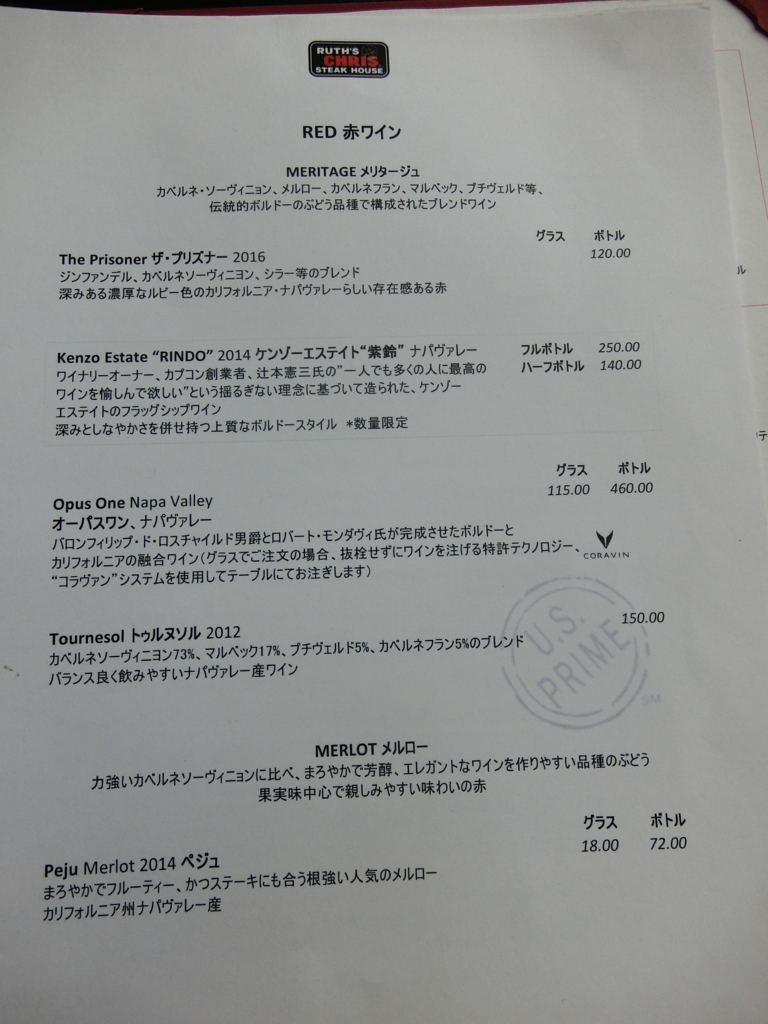 RUTH'S
CHRIS
STEAK HOUSE
RED 赤ワイン
MERITAGE メリタージュ
カベルネ・ソーヴィニョン、メルロー、カベルネフラン、マルベック、プチヴェルド等、
伝統的ボルドーのぶどう品種で構成されたブレンドワイン
グラス ボトル
The Prisoner ザ・プリズナー 2016 120.00
ジンファンデル、カベルネソーヴィニヨン、シラー等のブレンド
深みある濃厚なルビー色のカリフォルニア・ナパヴァレーらしい存在感ある赤
Kenzo Estate “RINDO” 2014 ケンゾーエステイト“紫鈴” ナパヴァレー フルボトル 250.00
ワイナリーオーナー、カプコン創業者、辻本憲三氏の”一人でも多くの人に最高の ハーフボトル 140.00
ワインを愉しんで欲しい”という揺るぎない理念に基づいて造られた、ケンゾー
エステイトのフラッグシップワイン
深みとしなやかさを併せ持つ上質なボルドースタイル *数量限定
グラス ボトル
Opus One Napa Valley 115.00 460.00
オーパスワン、ナパヴァレー
バロンフィリップ・ド・ロスチャイルド男爵とロバート・モンダヴィ氏が完成させたボルドーと
カリフォルニアの融合ワイン(グラスでご注文の場合、抜栓せずにワインを注げる特許テクノロジー、
CORAVIN
“コラヴァン”システムを使用してテーブルにてお注ぎします)
Tournesol トゥルヌソル 2012 150.00
カベルネソーヴィニヨン73%、マルベック17%、プチヴェルド5%、カベルネフラン5%のブレンド
バランス良く飲みやすいナパヴァレー産ワイン
U.S.
PRIME
SM
MERLOT メルロー
力強いカベルネソーヴィニョンに比べ、まろやかで芳醇、エレガントなワインを作りやすい品種のぶどう
果実味中心で親しみやすい味わいの赤
グラス ボトル
Peju Merlot 2014 ペジュ 18.00 72.00
まろやかでフルーティー、かつステーキにも合う根強い人気のメルロー
カリフォルニア州ナパヴァレー産
ル
テ